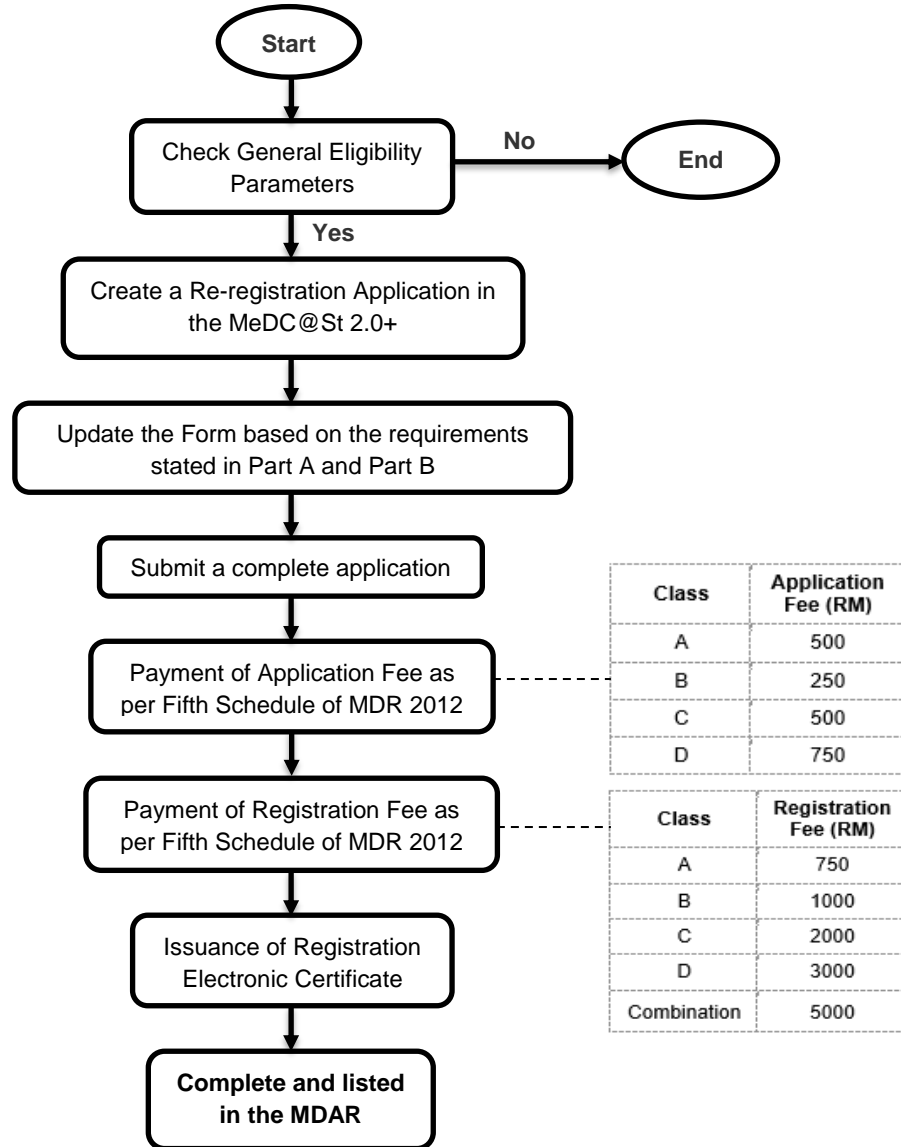 Start
Check General Eligibility
Parameters
No
End
Yes
Create a Re-registration Application in
the MeDC@St 2.0+
Update the Form based on the requirements
stated in Part A and Part B
Submit a complete application
Payment of Application Fee as
per Fifth Schedule of MDR 2012
Class Application
Fee (RM)
A 500
B 250
C 500
D 750
Payment of Registration Fee as
per Fifth Schedule of MDR 2012
Class Registration
Fee (RM)
A 750
B 1000
C 2000
D 3000
Combination 5000
Issuance of Registration
Electronic Certificate
Complete and listed
in the MDAR